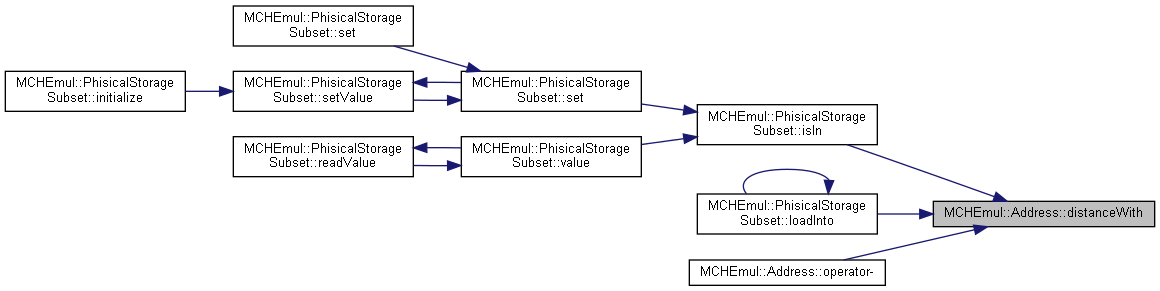 MCHEmul::PhisicalStorage
Subset::set
MCHEmul::PhisicalStorage
Subset::initialize
MCHEmul::PhisicalStorage
Subset::setValue
MCHEmul::PhisicalStorage
Subset::set
MCHEmul::PhisicalStorage
Subset::isIn
MCHEmul::PhisicalStorage
Subset::readValue
MCHEmul::PhisicalStorage
Subset::value
MCHEmul::PhisicalStorage
Subset::loadInto
MCHEmul::Address::distanceWith
MCHEmul::Address::operator-